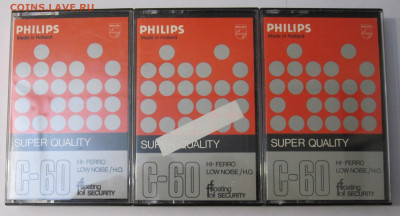 COINS.LAVE.RU
PHILIPS
Made in Holland
SUPER QUALITY
C-60
HI-FERRO
LOW NOISE/H.O.
floating
foil SECURITY
PHILIPS
Made in Holland
SUPER QUALITY
C-60
HI-FERRO
LOW NOISE/H.O.
floating
foil SECURITY
PHILIPS
Made in Holland
SUPER QUALITY
C-60
HI-FERRO
LOW NOISE/H.O.
floating
foil SECURITY